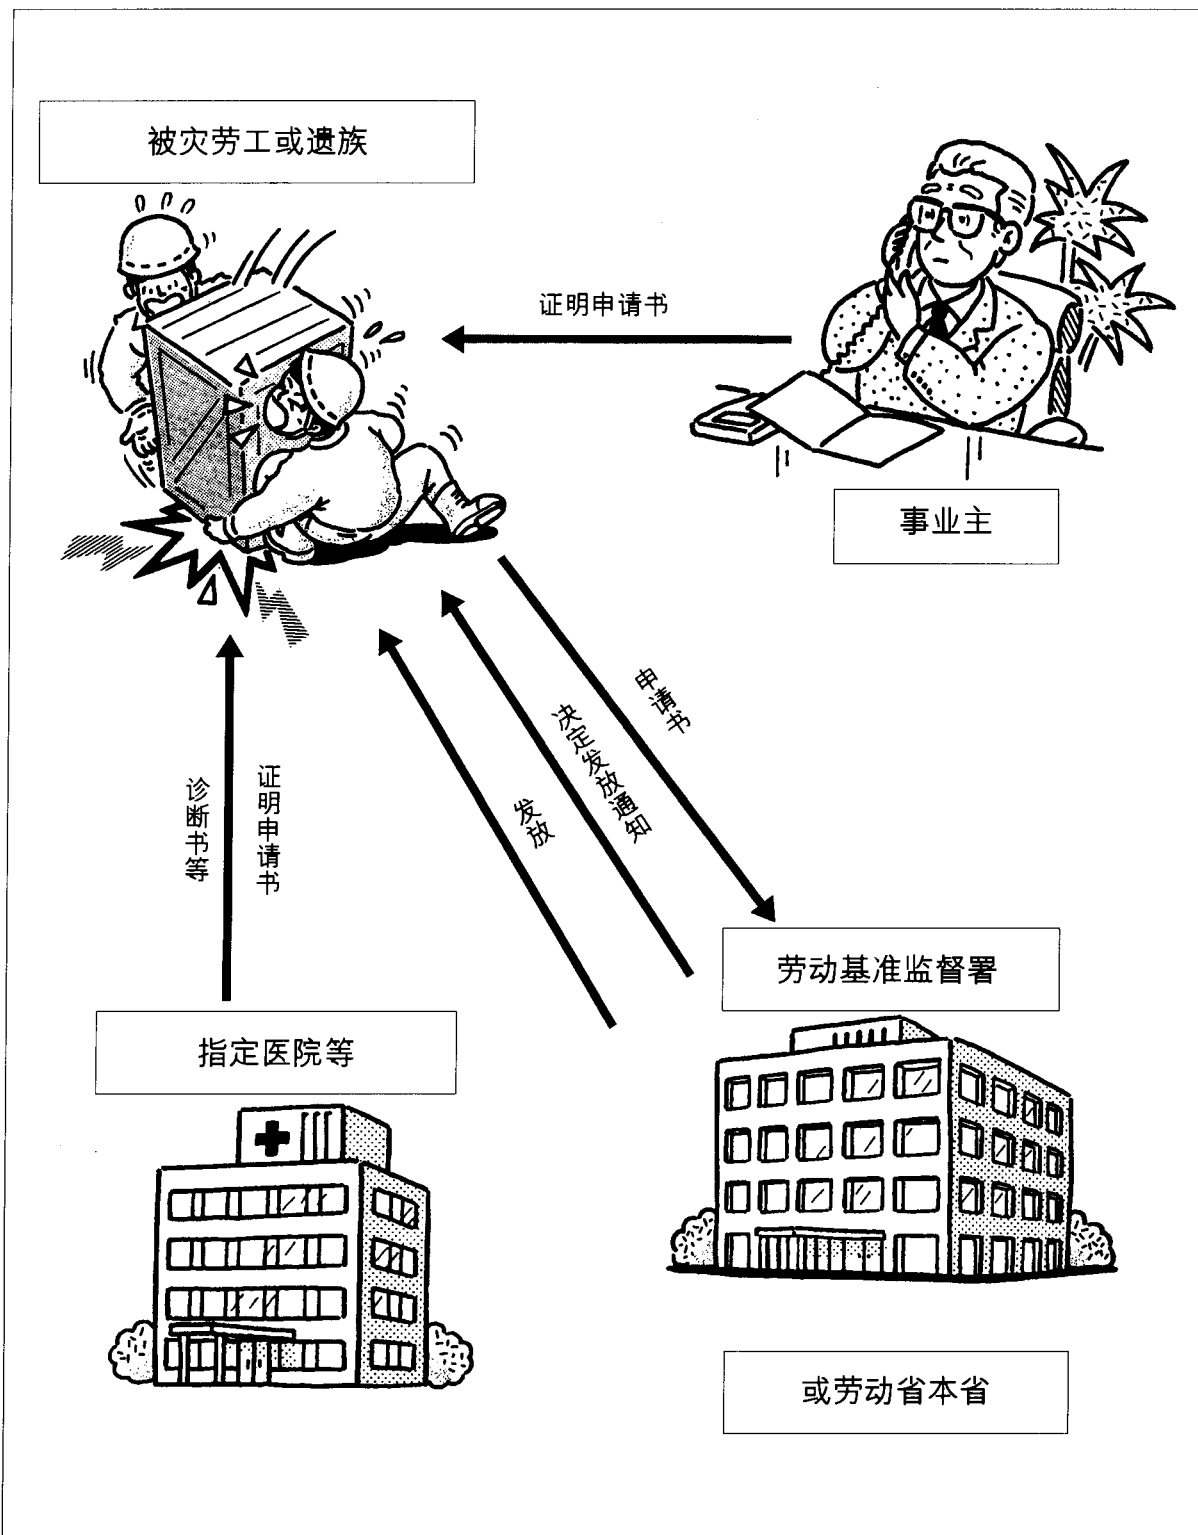 被灾劳工或遗族
证明申请书
事业主
申请书
决定发放通知
发放
证明申请书
诊断书等
劳动基准监督署
指定医院等
或劳动省本省